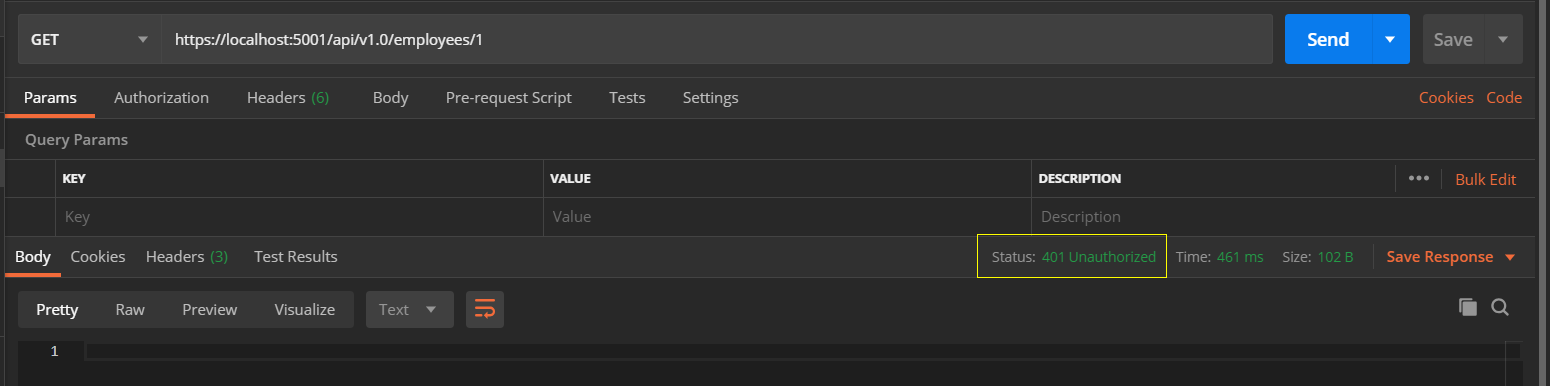 GET https://localhost:5001/api/v1.0/employees/1 Send Save
Params Authorization Headers (6) Body Pre-request Script Tests Settings Cookies Code
Query Params
KEY VALUE DESCRIPTION ••• Bulk Edit
Key Value Description
Body Cookies Headers (3) Test Results Status: 401 Unauthorized Time: 461 ms Size: 102 B Save Response
Pretty Raw Preview Visualize Text
1